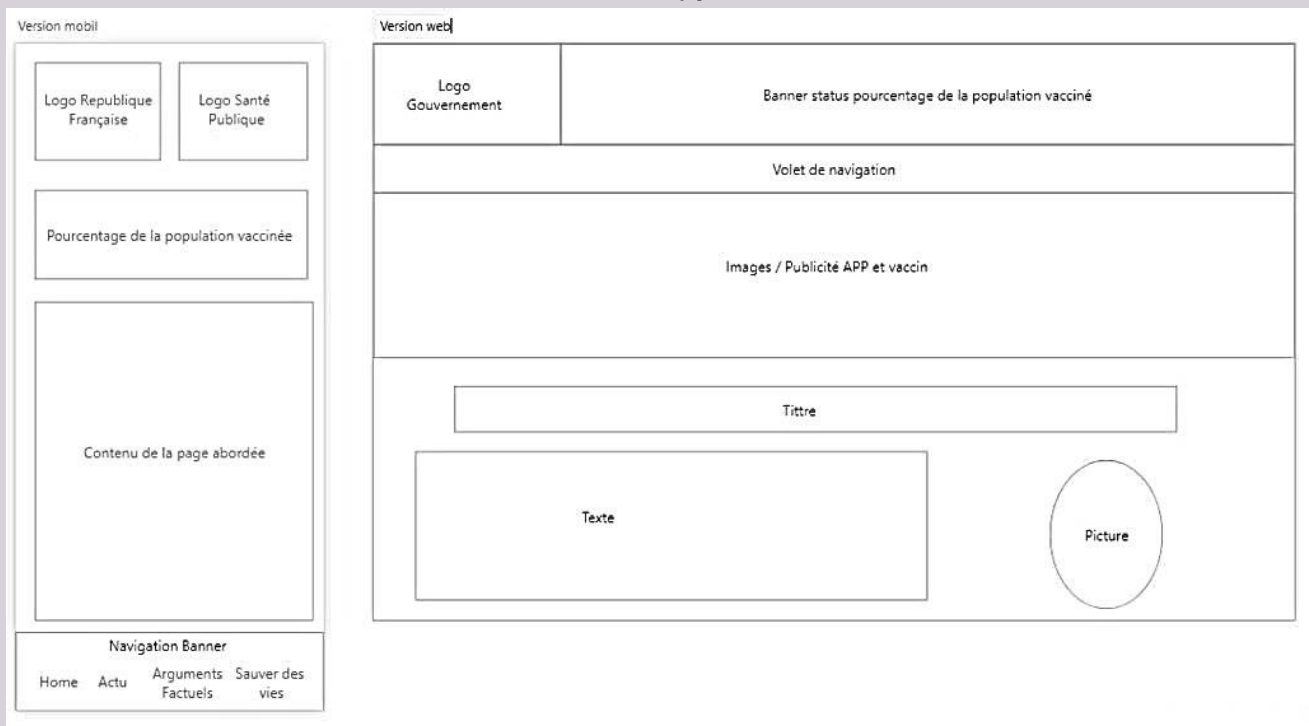 Version mobil
Logo Republique
Française
Logo Santé
Publique
Pourcentage de la population vaccinée
Contenu de la page abordée
Navigation Banner
Home
Actu
Arguments
Factuels
Sauver des
vies
Version web
Logo
Gouvernement
Banner status pourcentage de la population vacciné
Volet de navigation
Images / Publicité APP et vaccin
Tittre
Texte
Picture